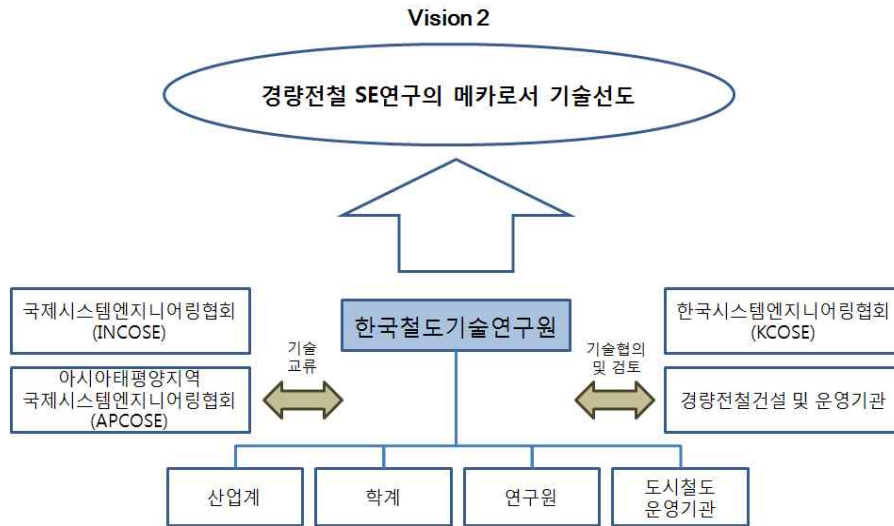 Vision 2
경량전철 SE연구의 메카로서 기술선도
국제시스템엔지니어링협회
(INCOSE)
한국철도기술연구원
한국시스템엔지니어링협회
(KCOSE)
기술
교류
기술협의
및 검토
아시아태평양지역
국제시스템엔지니어링협회
(APCOSE)
경량전철건설 및 운영기관
산업계
학계
연구원
도시철도
운영기관